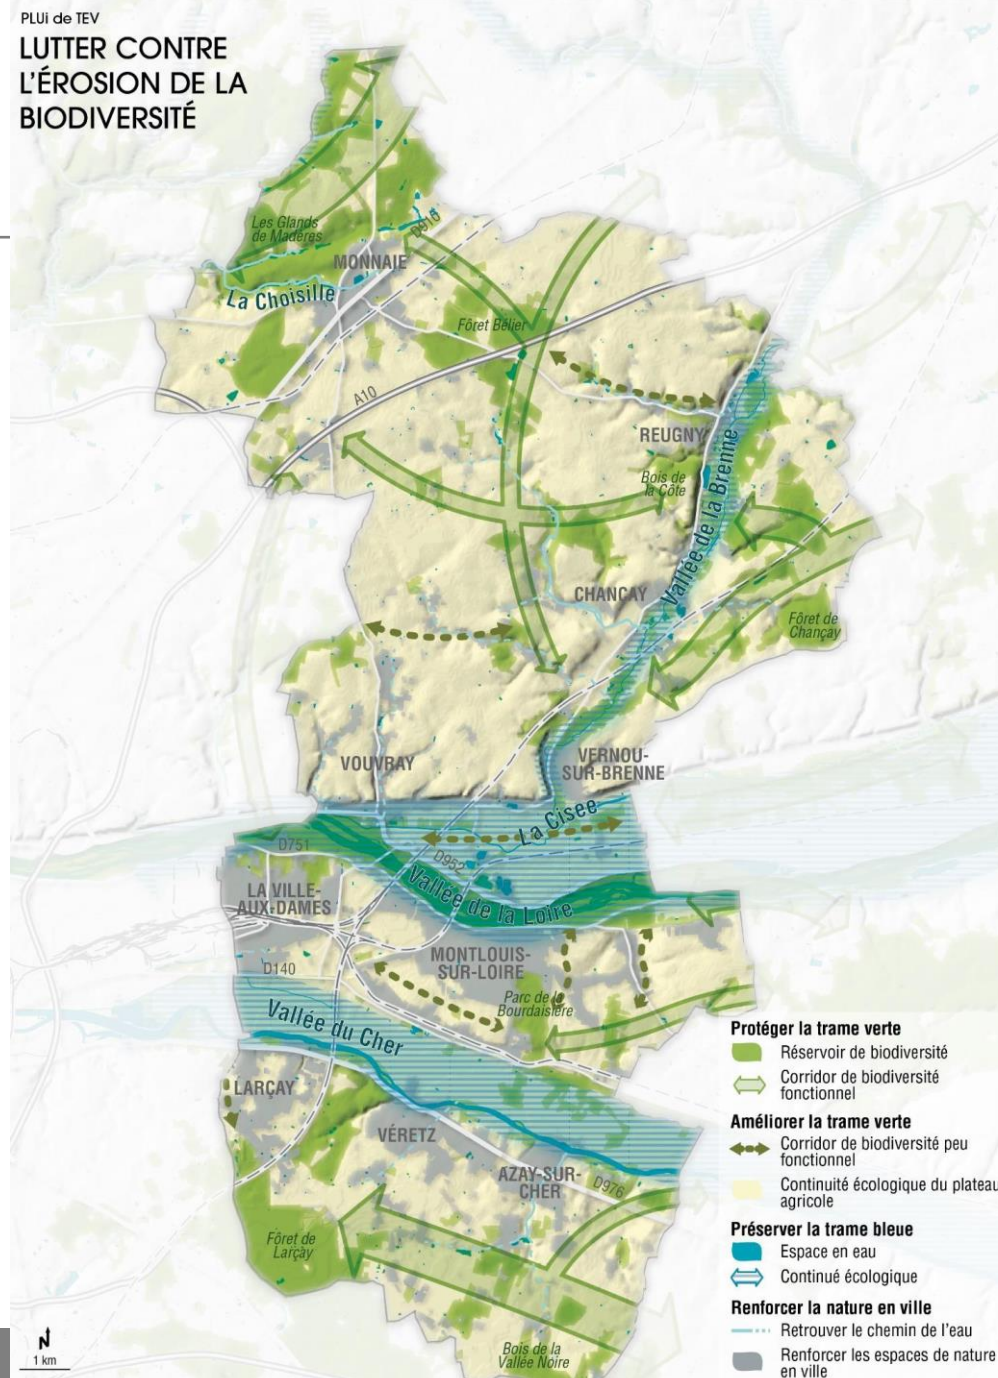 PLUi de TEV
LUTTER CONTRE
L'ÉROSION DE LA
BIODIVERSITÉ
Les Glands
de Madères
D910
MONNAIE
La Choisille
Fôret Bélier
A10
REUGNY
Bois de
la Côte
Vallée de la Brenne
CHANÇAY
Fôret de
Chançay
VOUVRAY
VERNOU-
SUR-BRENNE
La Cisee
D751
D952
LA VILLE-
AUX-DAMES
Vallée de la Loire
MONTLOUIS-
SUR-LOIRE
D140
Parc de la
Bourdaisière
Vallée du Cher
LARÇAY
VÉRETZ
AZAY-SUR-
CHER
D976
Fôret de
Larçay
Bois de la
Vallée Noire
N
1 km
Protéger la trame verte
Réservoir de biodiversité
Corridor de biodiversité
fonctionnel
Améliorer la trame verte
Corridor de biodiversité peu
fonctionnel
Continuité écologique du plateau
agricole
Préserver la trame bleue
Espace en eau
Continué écologique
Renforcer la nature en ville
Retrouver le chemin de l'eau
Renforcer les espaces de nature
en ville